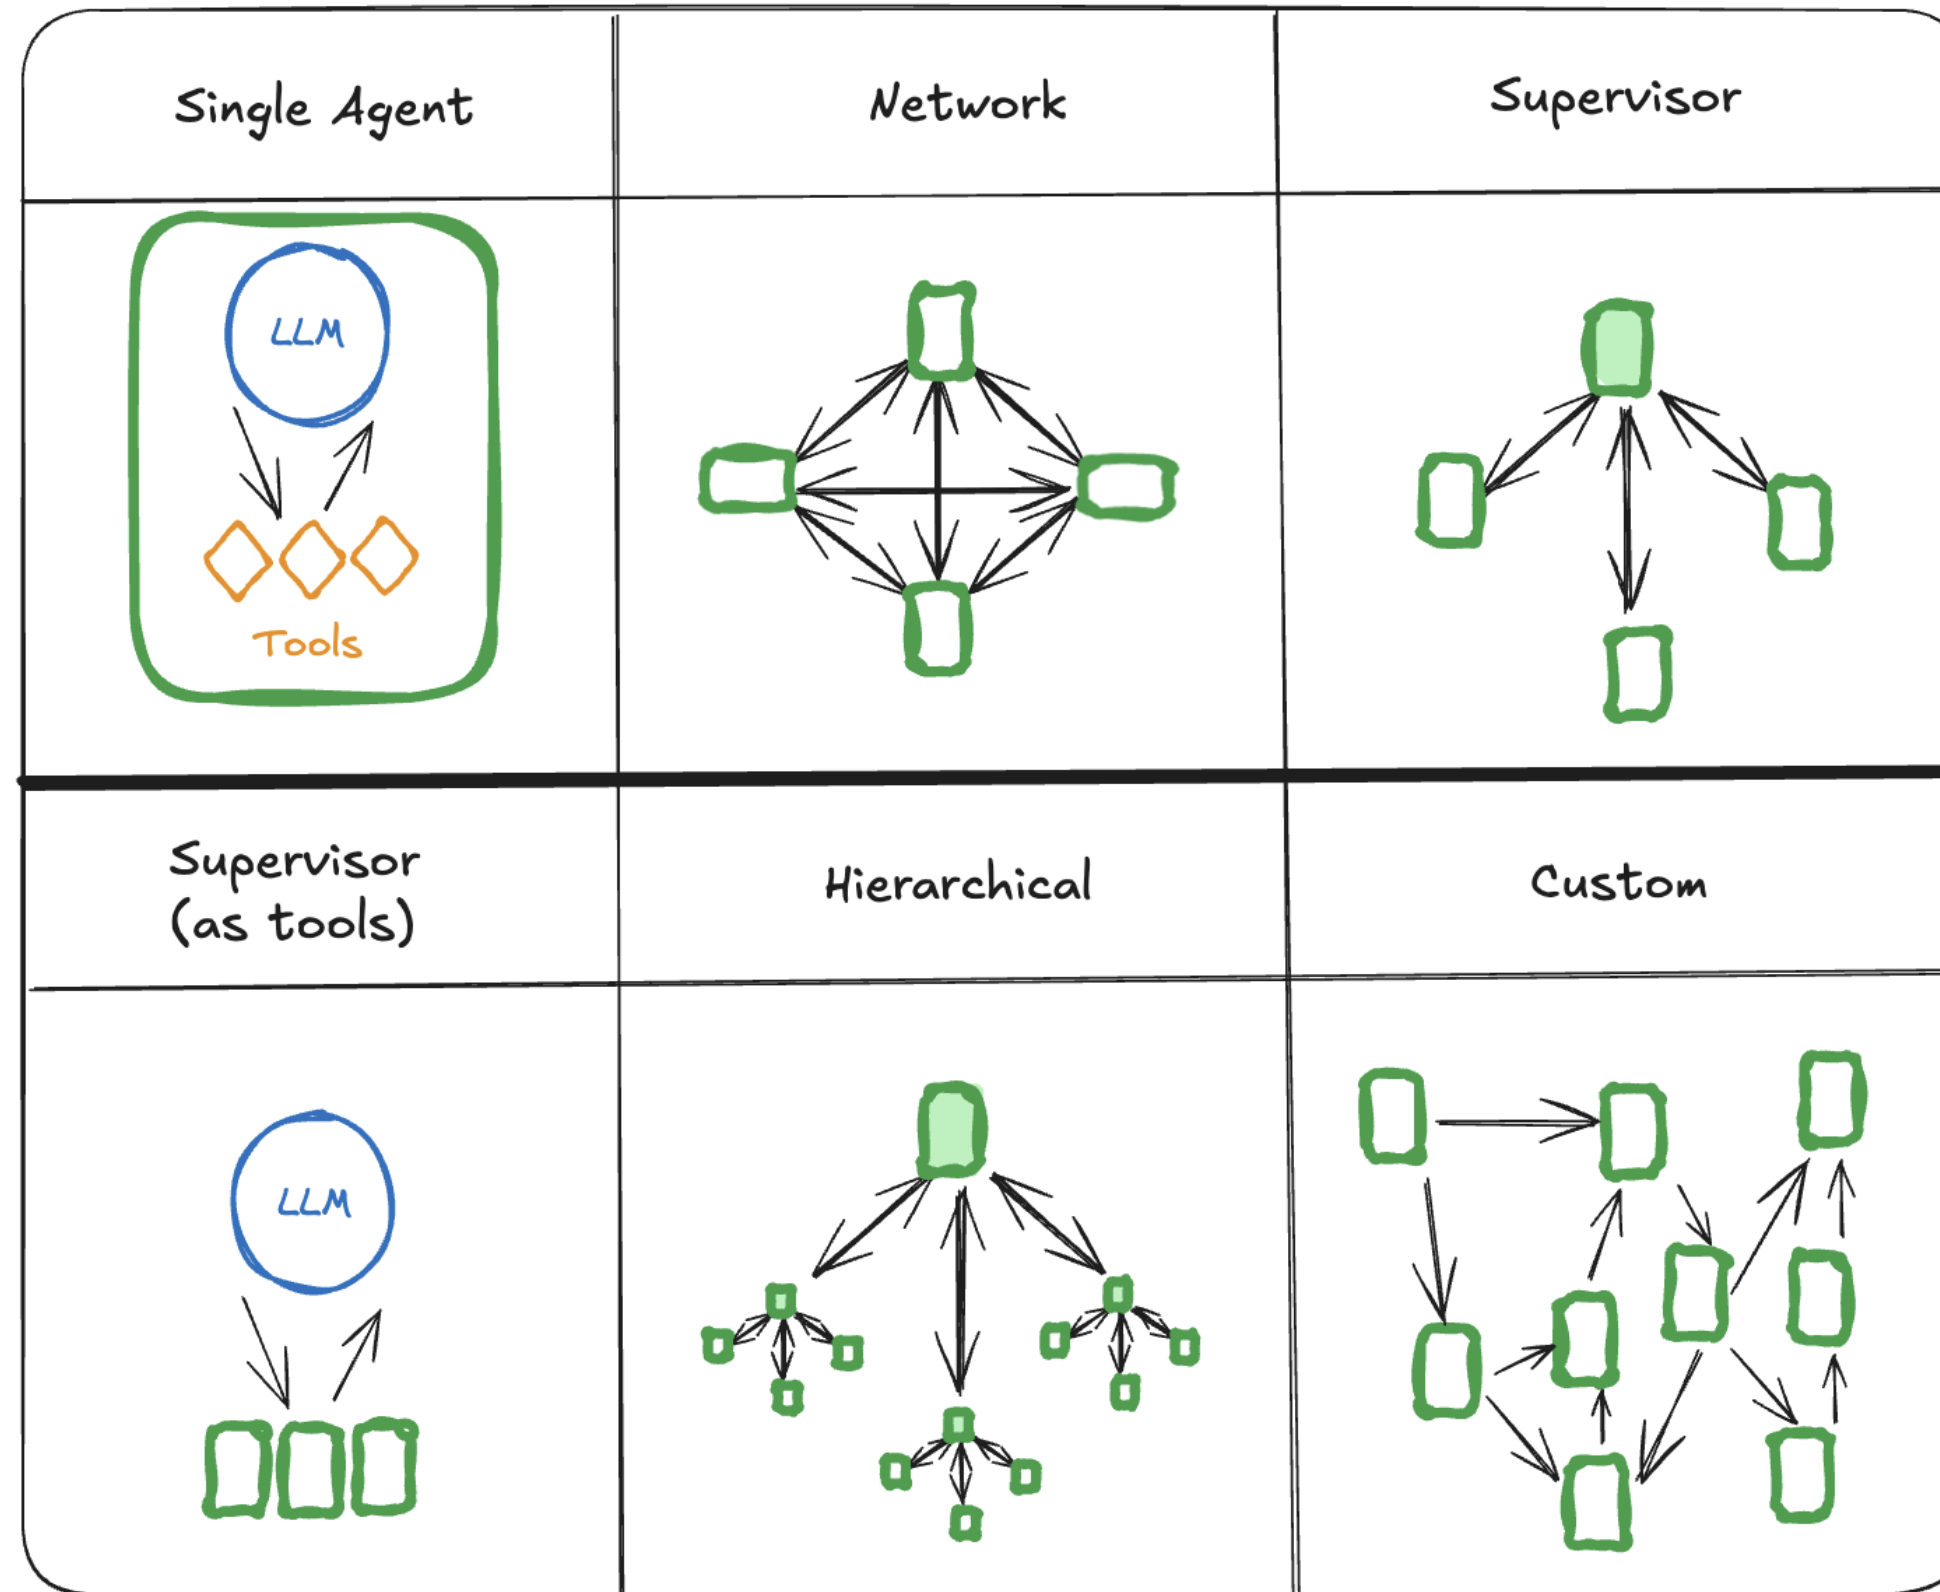 Single Agent
Network
Supervisor
LLM
Tools
Supervisor
(as tools)
Hierarchical
Custom
LLM